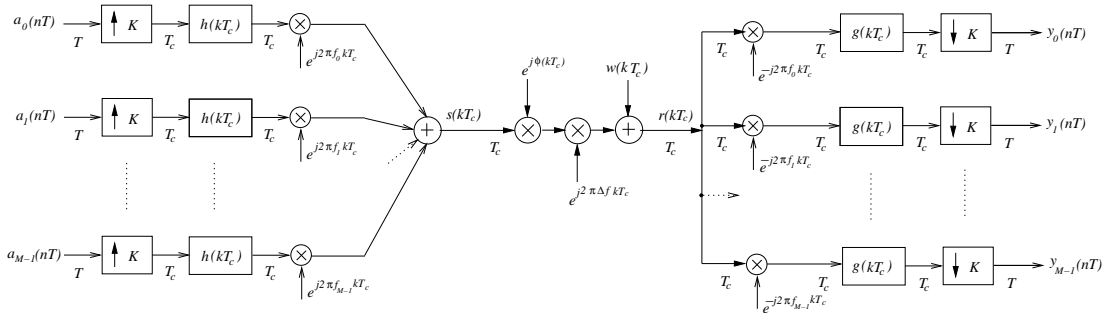 a_0(nT) T ↑ K T_c h(kT_c) T_c × e^{j2πf_0kT_c}
a_1(nT) T ↑ K T_c h(kT_c) T_c × e^{j2πf_1kT_c}
a_{M-1}(nT) T ↑ K T_c h(kT_c) T_c × e^{j2πf_{M-1}kT_c}
+ s(kT_c) T_c × e^{jϕ(kT_c)} × e^{j2πΔfkT_c} + w(kT_c) r(kT_c) T_c
T_c × e^{-j2πf_0kT_c} T_c g(kT_c) T_c ↓ K T y_0(nT)
T_c × e^{-j2πf_1kT_c} T_c g(kT_c) T_c ↓ K T y_1(nT)
T_c × e^{-j2πf_{M-1}kT_c} T_c g(kT_c) T_c ↓ K T y_{M-1}(nT)